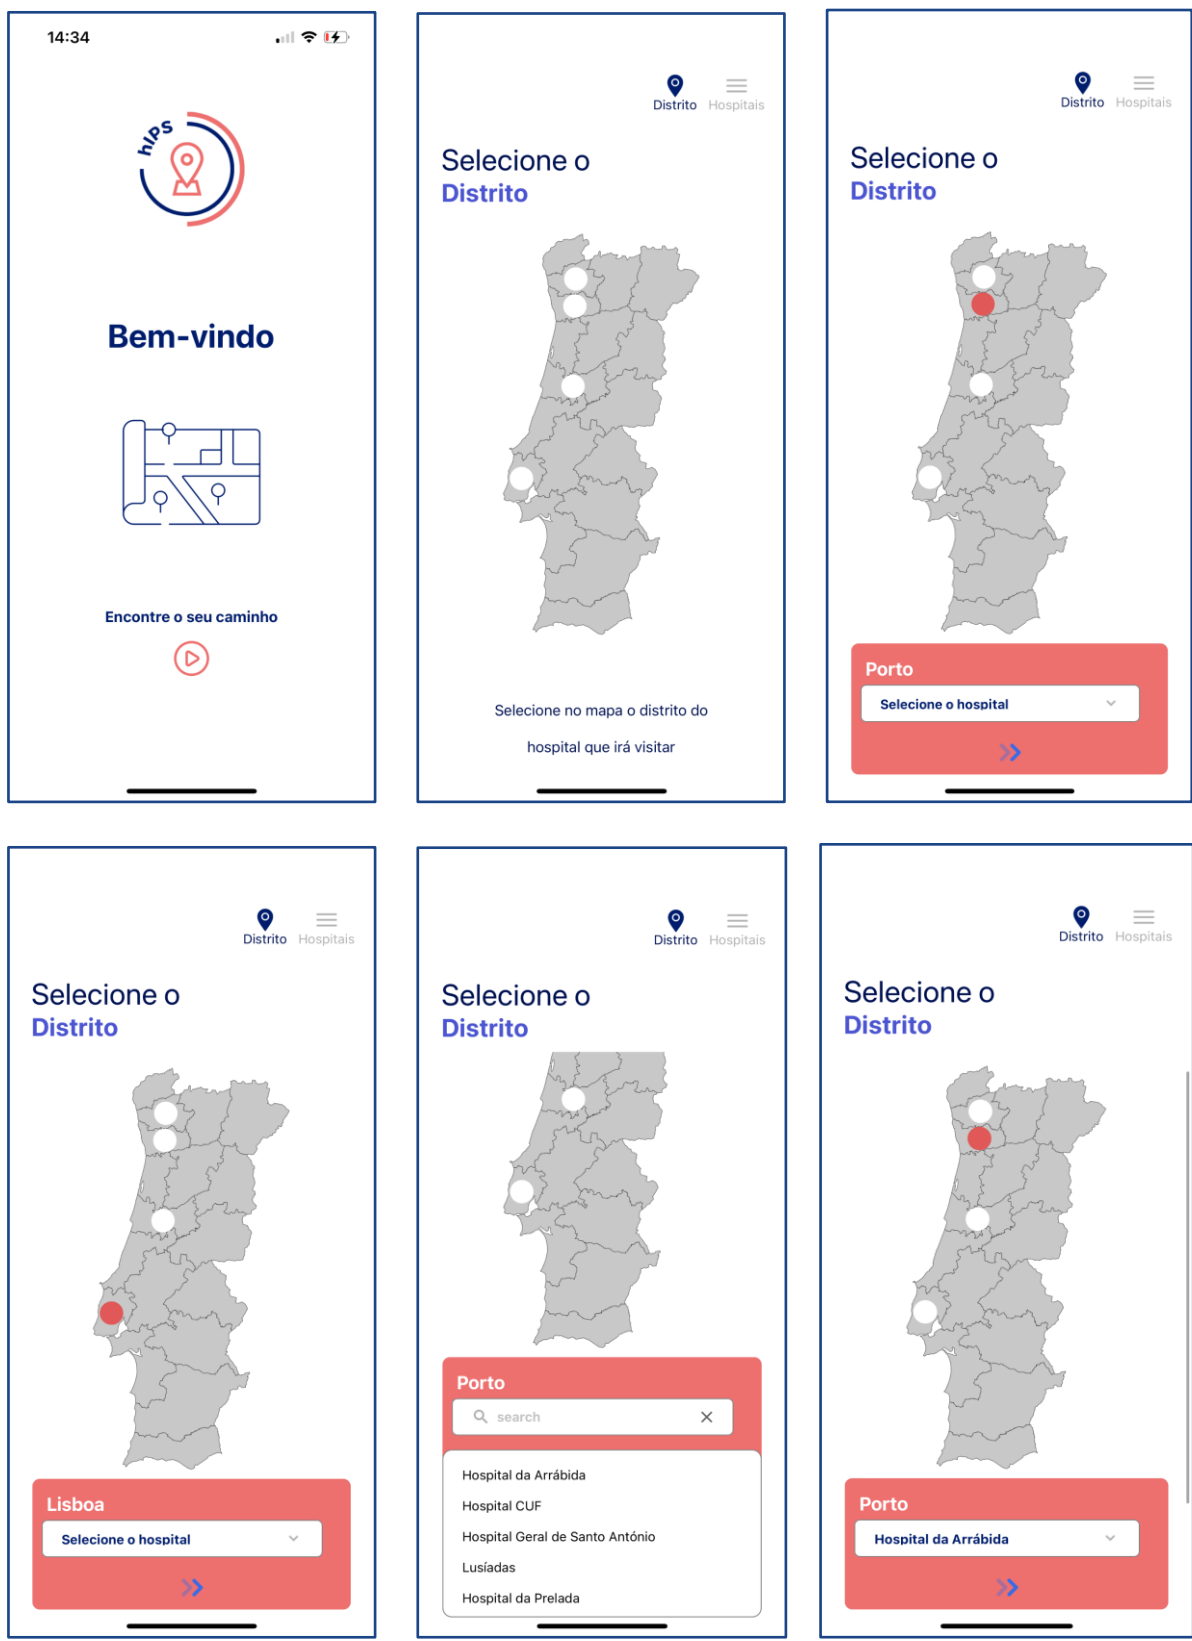 14:34
hIPS
Bem-vindo
Encontre o seu caminho
Distrito Hospitais
Selecione o
Distrito
Selecione no mapa o distrito do
hospital que irá visitar
Distrito Hospitais
Selecione o
Distrito
Porto
Selecione o hospital
Distrito Hospitais
Selecione o
Distrito
Lisboa
Selecione o hospital
Distrito Hospitais
Selecione o
Distrito
Porto
search
Hospital da Arrábida
Hospital CUF
Hospital Geral de Santo António
Lusíadas
Hospital da Prelada
Distrito Hospitais
Selecione o
Distrito
Porto
Hospital da Arrábida